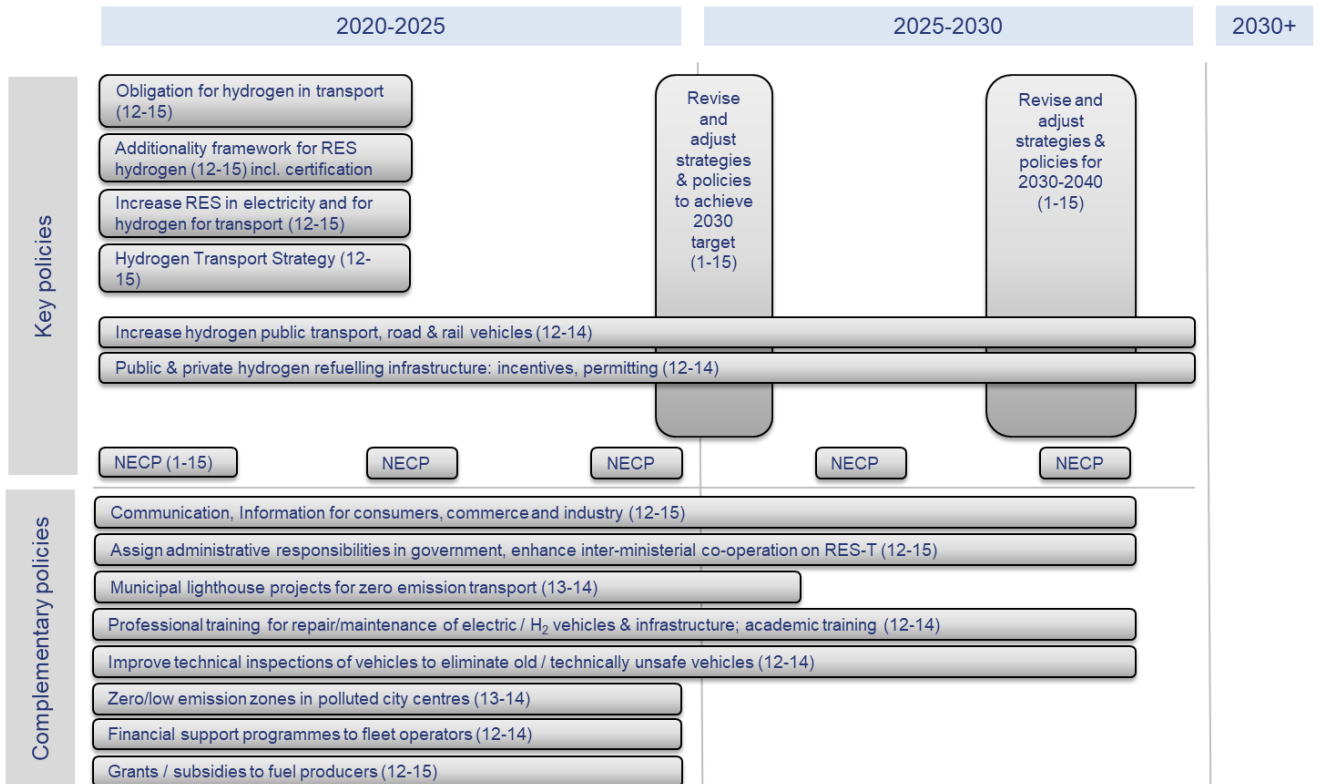 2020-2025
2025-2030
2030+
Key policies
Obligation for hydrogen in transport
(12-15)
Additionality framework for RES
hydrogen (12-15) incl. certification
Increase RES in electricity and for
hydrogen for transport (12-15)
Hydrogen Transport Strategy (12-
15)
Revise
and
adjust
strategies
& policies
to achieve
2030
target
(1-15)
Revise and
adjust
strategies &
policies for
2030-2040
(1-15)
Increase hydrogen public transport, road & rail vehicles (12-14)
Public & private hydrogen refuelling infrastructure: incentives, permitting (12-14)
NECP (1-15)
NECP
NECP
NECP
NECP
Complementary policies
Communication, Information for consumers, commerce and industry (12-15)
Assign administrative responsibilities in government, enhance inter-ministerial co-operation on RES-T (12-15)
Municipal lighthouse projects for zero emission transport (13-14)
Professional training for repair/maintenance of electric / H₂ vehicles & infrastructure; academic training (12-14)
Improve technical inspections of vehicles to eliminate old / technically unsafe vehicles (12-14)
Zero/low emission zones in polluted city centres (13-14)
Financial support programmes to fleet operators (12-14)
Grants / subsidies to fuel producers (12-15)